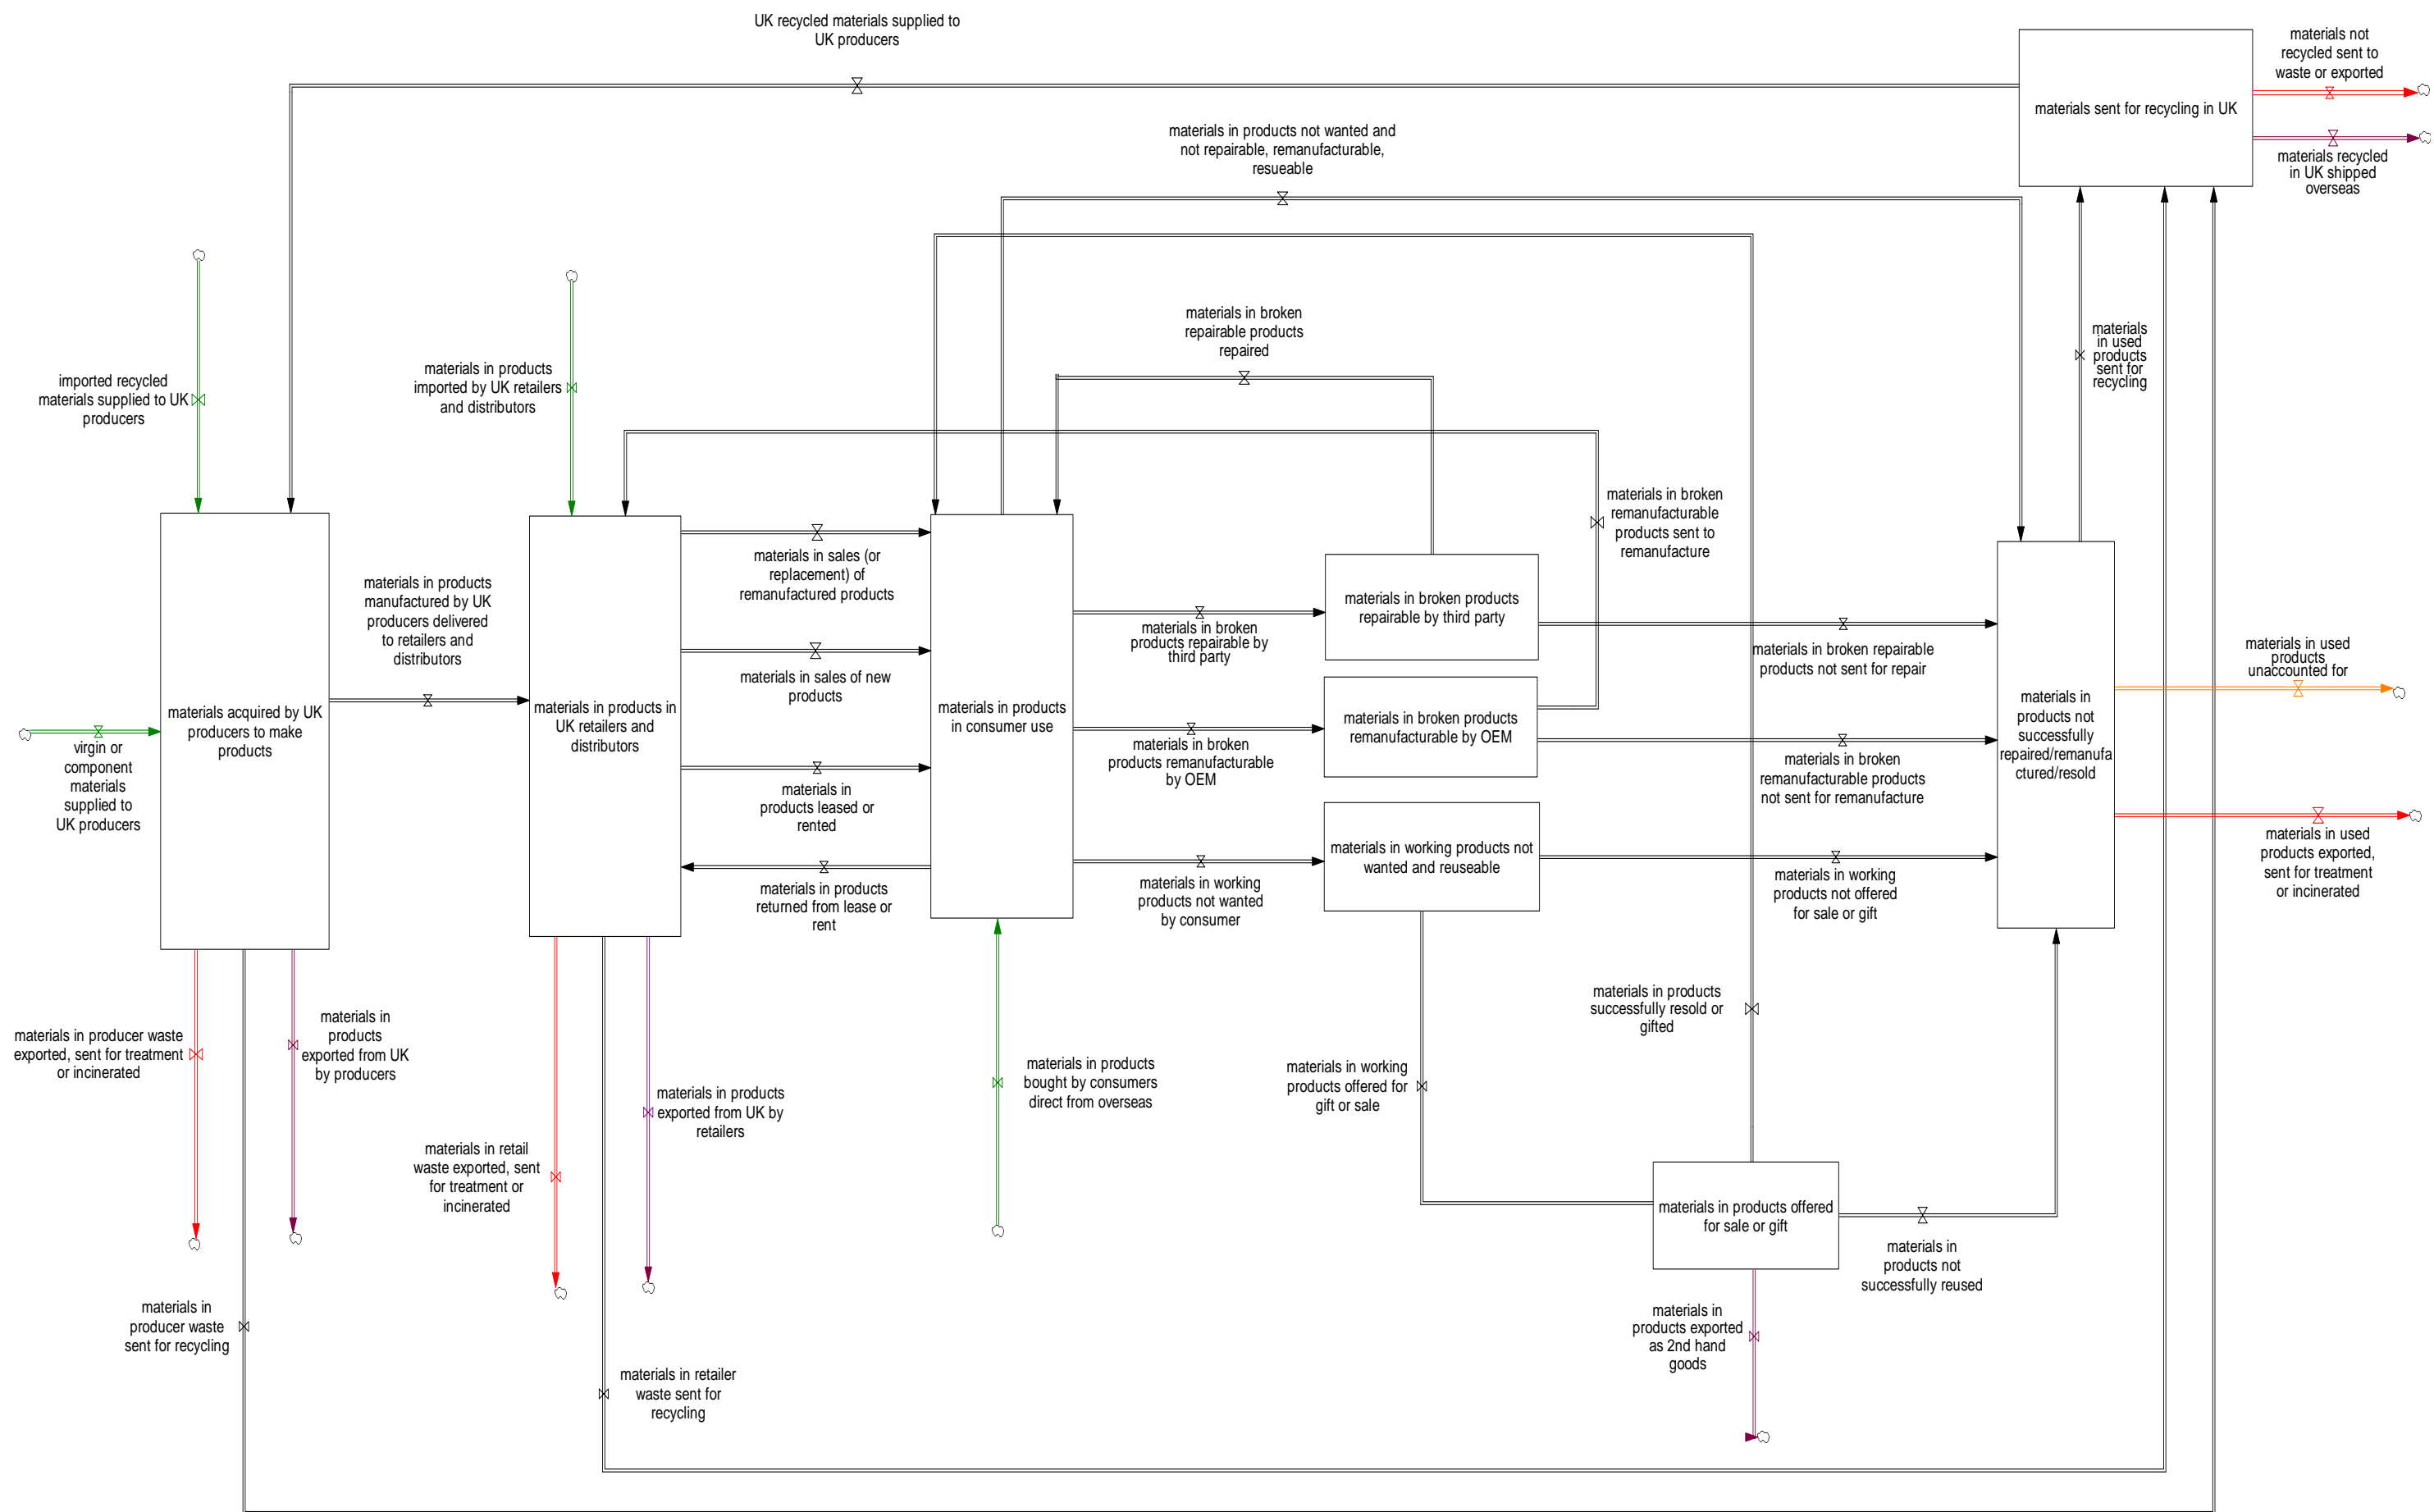 UK recycled materials supplied to
UK producers
materials not
recycled sent to
waste or exported
materials sent for recycling in UK
materials recycled
in UK shipped
overseas
materials in products not wanted and
not repairable, remanufacturable,
resueable
materials in broken
repairable products
repaired
materials
in used
products
sent for
recycling
imported recycled
materials supplied to UK
producers
materials in products
imported by UK retailers
and distributors
materials in broken
remanufacturable
products sent to
remanufacture
materials in products
manufactured by UK
producers delivered
to retailers and
distributors
materials in sales (or
replacement) of
remanufactured products
materials in broken products
repairable by third party
materials in broken
products repairable by
third party
materials in broken repairable
products not sent for repair
materials in used
products
unaccounted for
materials in sales of new
products
materials acquired by UK
producers to make
products
materials in products in
UK retailers and
distributors
materials in products
in consumer use
materials in broken products
remanufacturable by OEM
materials in
products not
successfully
repaired/remanufa
ctured/resold
virgin or
component
materials
supplied to
UK producers
materials in broken
products remanufacturable
by OEM
materials in broken
remanufacturable products
not sent for remanufacture
materials in
products leased or
rented
materials in working products not
wanted and reuseable
materials in used
products exported,
sent for treatment
or incinerated
materials in products
returned from lease or
rent
materials in working
products not wanted
by consumer
materials in working
products not offered
for sale or gift
materials in products
successfully resold or
gifted
materials in producer waste
exported, sent for treatment
or incinerated
materials in
products
exported from UK
by producers
materials in products
exported from UK by
retailers
materials in products
bought by consumers
direct from overseas
materials in working
products offered for
gift or sale
materials in retail
waste exported, sent
for treatment or
incinerated
materials in products offered
for sale or gift
materials in
products not
successfully reused
materials in
producer waste
sent for recycling
materials in
products exported
as 2nd hand
goods
materials in retailer
waste sent for
recycling